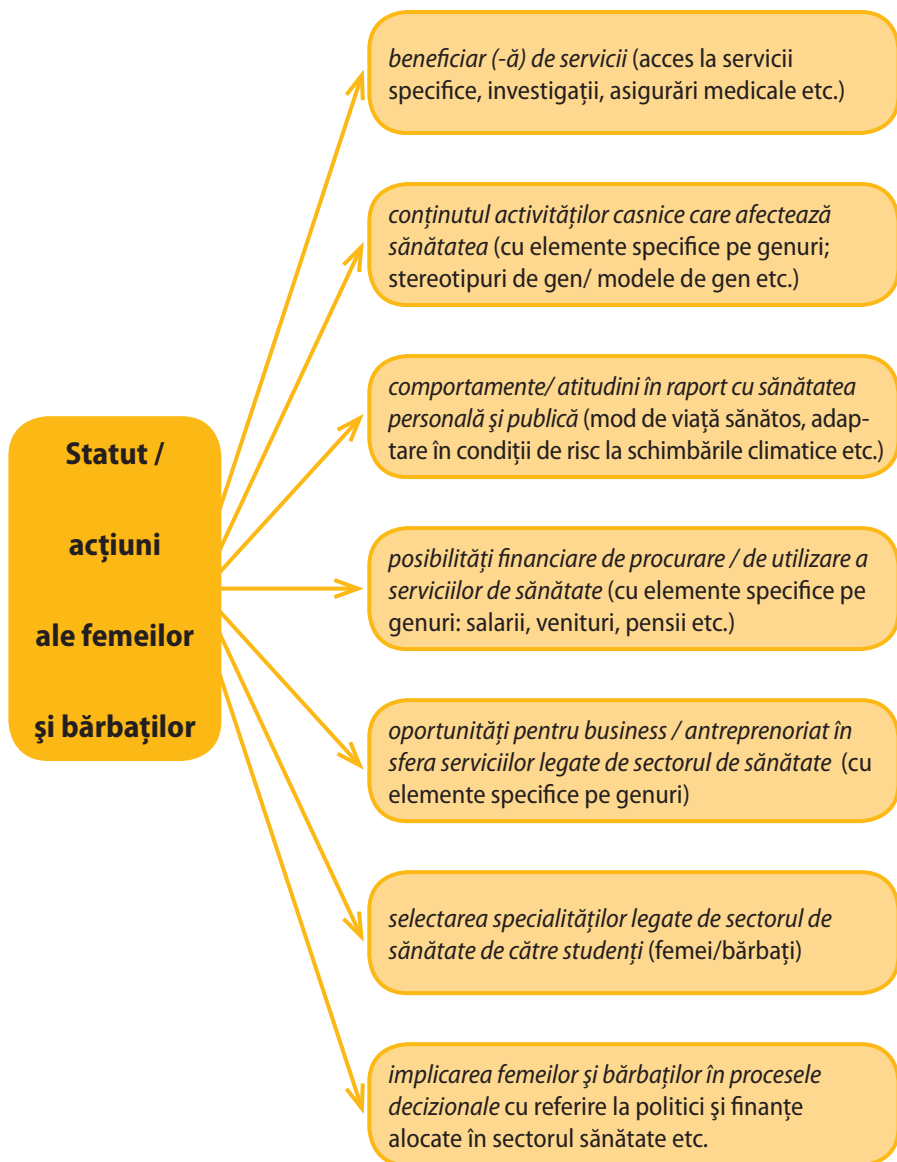 Statut /
acțiuni
ale femeilor
şi bărbaților
beneficiar (-ă) de servicii (acces la servicii
specifice, investigații, asigurări medicale etc.)
conținutul activităților casnice care afectează
sănătatea (cu elemente specifice pe genuri;
stereotipuri de gen/ modele de gen etc.)
comportamente/ atitudini în raport cu sănătatea
personală şi publică (mod de viață sănătos, adap-
tare în condiții de risc la schimbările climatice etc.)
posibilități financiare de procurare / de utilizare a
serviciilor de sănătate (cu elemente specifice pe
genuri: salarii, venituri, pensii etc.)
oportunități pentru business / antreprenoriat în
sfera serviciilor legate de sectorul de sănătate (cu
elemente specifice pe genuri)
selectarea specialităților legate de sectorul de
sănătate de către studenți (femei/bărbați)
implicarea femeilor şi bărbaților în procesele
decizionale cu referire la politici şi finanțe
alocate în sectorul sănătate etc.